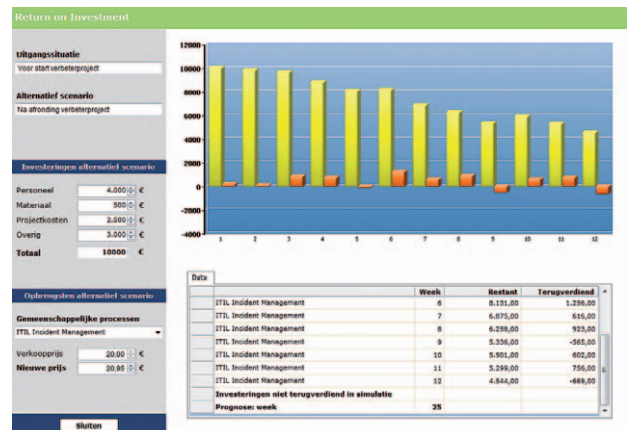 Return on Investment
Uitgangssituatie
Voor start verbeterproject
Alternatief scenario
Na afronding verbeterproject
Investeringen alternatief scenario
Personeel 4.000 €
Materiaal 500 €
Projectkosten 2.500 €
Overig 3.000 €
Totaal 10000 €
Opbrengsten alternatief scenario
Gemeenschappelijke processen
ITIL Incident Management
Verkoopprijs 20,00 €
Nieuwe prijs 20,95 €
Sluiten
12000
10000
8000
6000
4000
2000
0
-2000
-4000
1 2 3 4 5 6 7 8 9 10 11 12
Data
Week Restant Terugverdiend
ITIL Incident Management 6 8.131,00 1.256,00
ITIL Incident Management 7 6.875,00 616,00
ITIL Incident Management 8 6.258,00 923,00
ITIL Incident Management 9 5.336,00 -565,00
ITIL Incident Management 10 5.901,00 602,00
ITIL Incident Management 11 5.299,00 756,00
ITIL Incident Management 12 4.544,00 -669,00
Investeringen niet terugverdiend in simulatie
Prognose: week 25